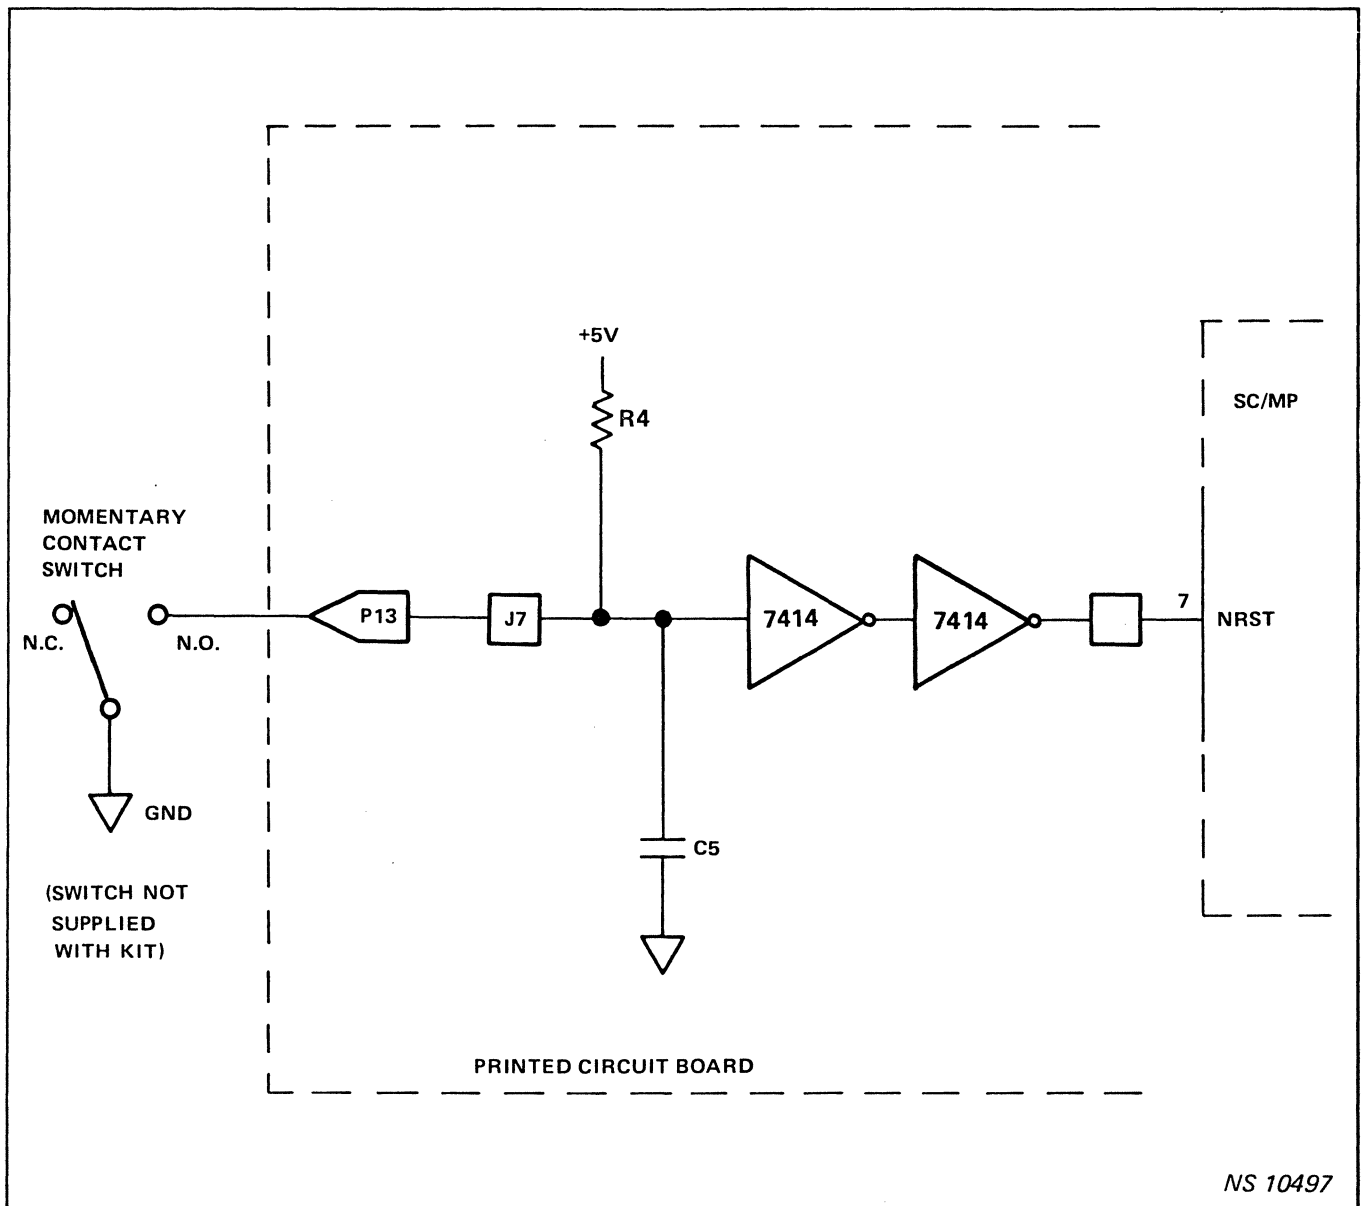 +5V
R4
SC/MP
MOMENTARY
CONTACT
SWITCH
N.C.
N.O.
P13
J7
7414
7414
7
NRST
GND
C5
(SWITCH NOT
SUPPLIED
WITH KIT)
PRINTED CIRCUIT BOARD
NS 10497